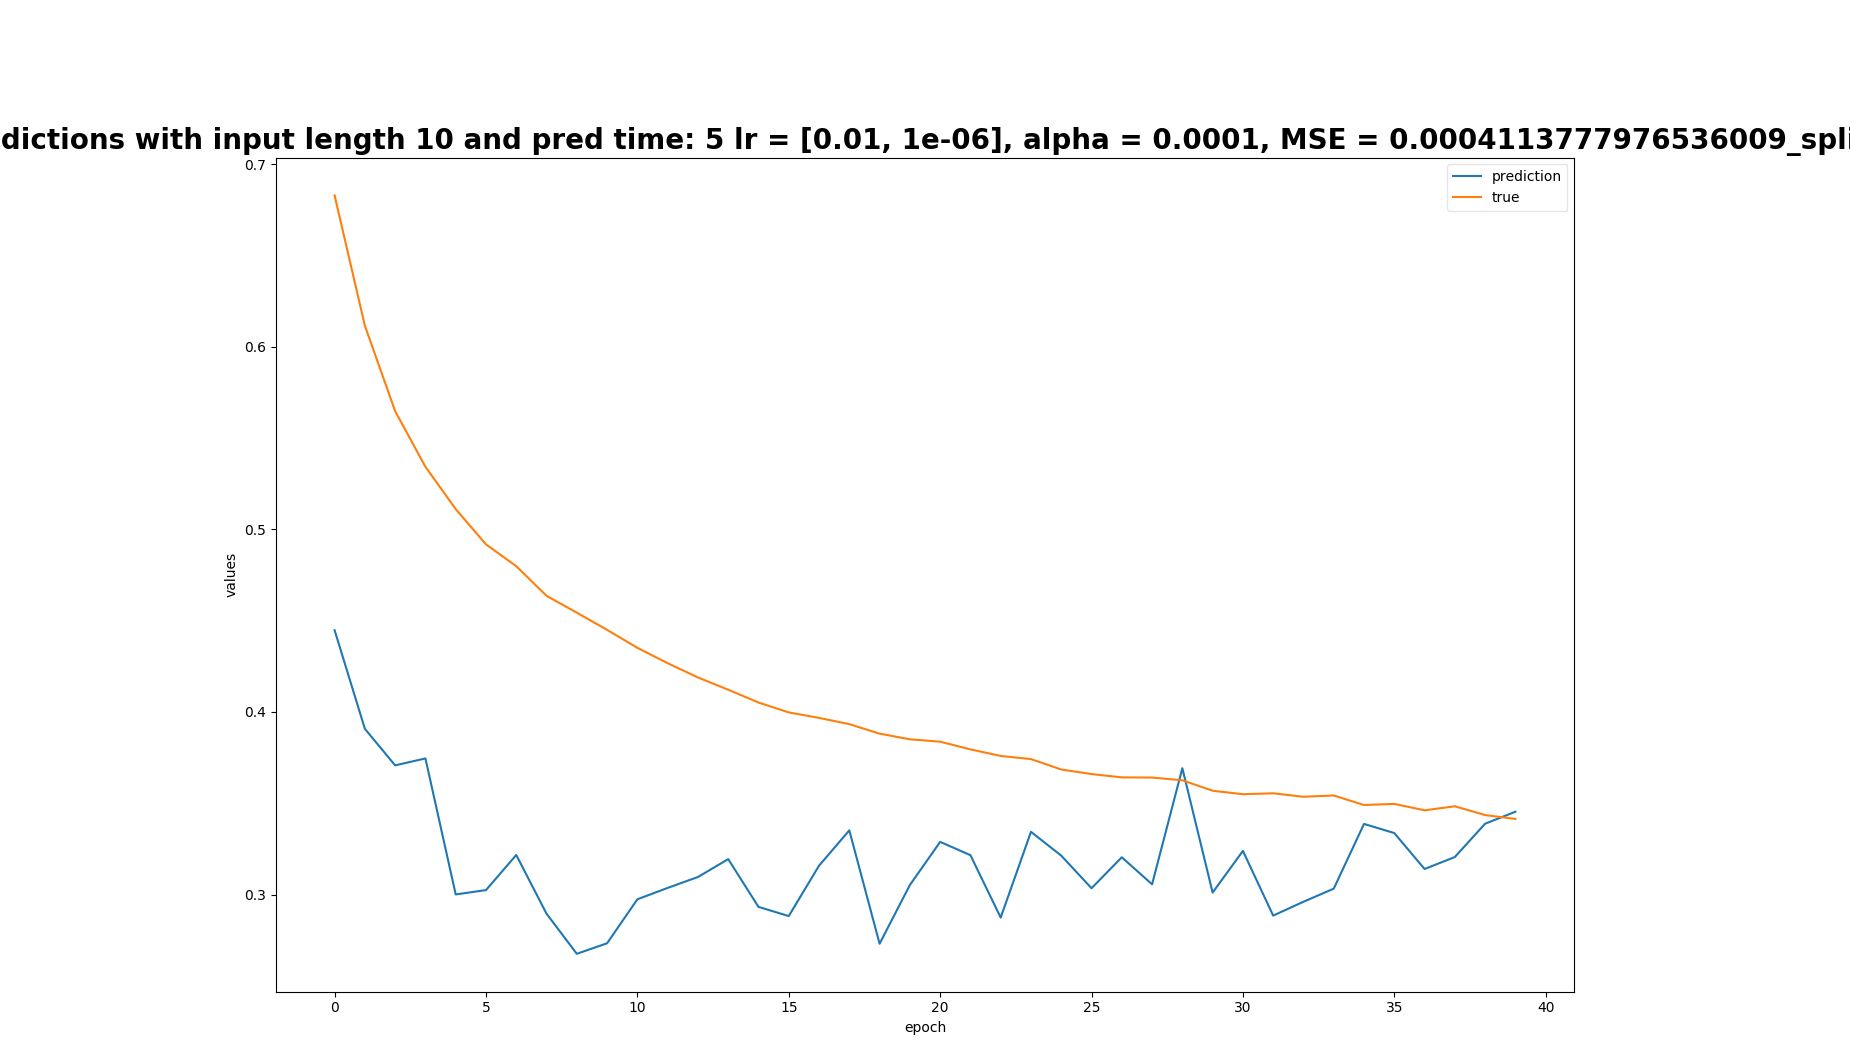 dictions with input length 10 and pred time: 5 lr = [0.01, 1e-06], alpha = 0.0001, MSE = 0.0004113777976536009_spli
prediction
true
0.7
0.6
0.5
0.4
0.3
values
0 5 10 15 20 25 30 35 40
epoch